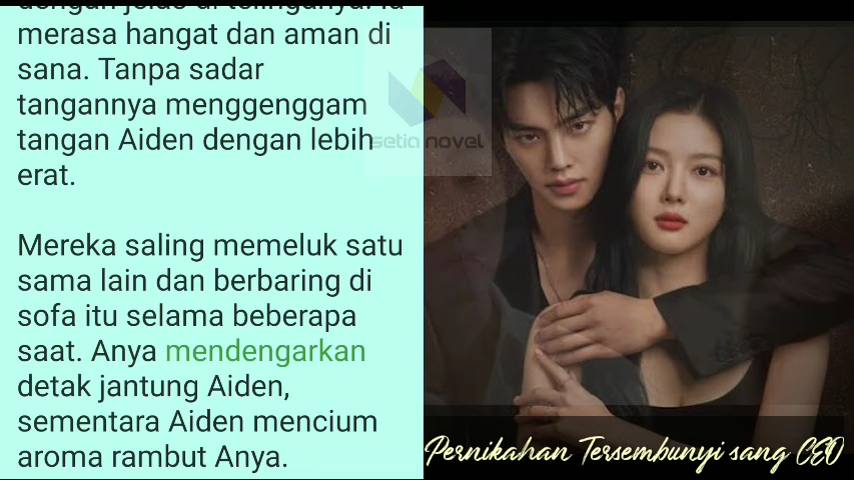 merasa hangat dan aman di
sana. Tanpa sadar
tangannya menggenggam
tangan Aiden dengan lebih
erat.
Mereka saling memeluk satu
sama lain dan berbaring di
sofa itu selama beberapa
saat. Anya mendengarkan
detak jantung Aiden,
sementara Aiden mencium
aroma rambut Anya.
setia novel
Pernikahan Tersembunyi sang CEO